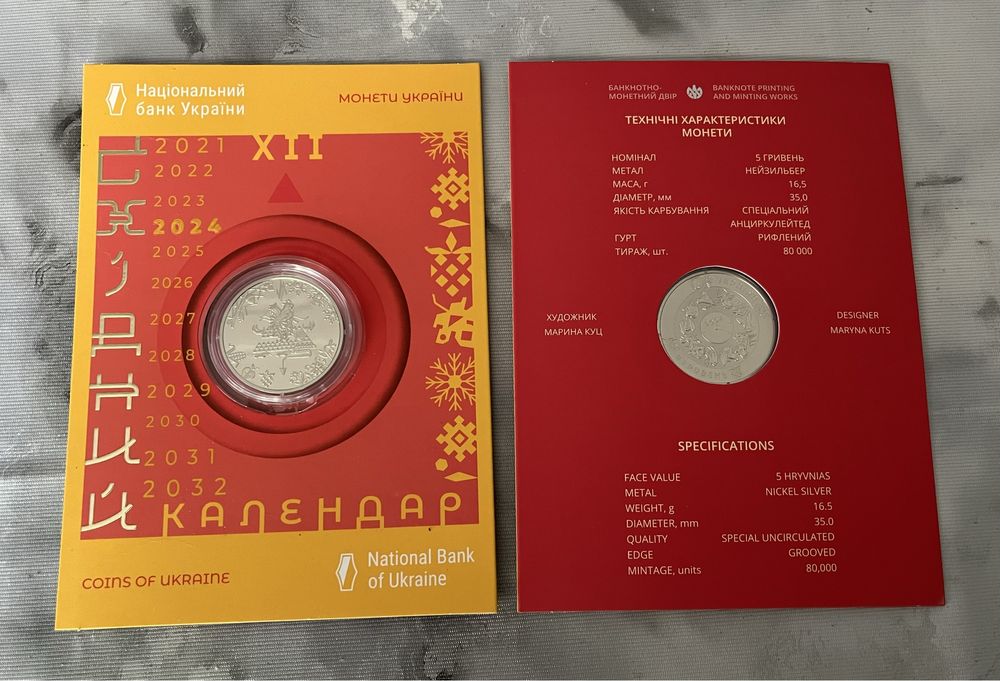 Національний
банк України
МОНЕТИ УКРАЇНИ
СХІДНИЙ
2021
2022
2023
2024
2025
2026
2027
2028
2029
2030
2031
2032
XII
КАЛЕНДАР
COINS OF UKRAINE
National Bank
of Ukraine
БАНКНОТНО-
МОНЕТНИЙ ДВІР
BANKNOTE PRINTING
AND MINTING WORKS
ТЕХНІЧНІ ХАРАКТЕРИСТИКИ
МОНЕТИ
НОМІНАЛ 5 ГРИВЕНЬ
МЕТАЛ НЕЙЗИЛЬБЕР
МАСА, г 16,5
ДІАМЕТР, мм 35,0
ЯКІСТЬ КАРБУВАННЯ СПЕЦІАЛЬНИЙ
АНЦИРКУЛЕЙТЕД
ГУРТ РИФЛЕНИЙ
ТИРАЖ, шт. 80 000
ХУДОЖНИК
МАРИНА КУЦ
DESIGNER
MARYNA KUTS
SPECIFICATIONS
FACE VALUE 5 HRYVNIAS
METAL NICKEL SILVER
WEIGHT, g 16.5
DIAMETER, mm 35.0
QUALITY SPECIAL UNCIRCULATED
EDGE GROOVED
MINTAGE, units 80,000